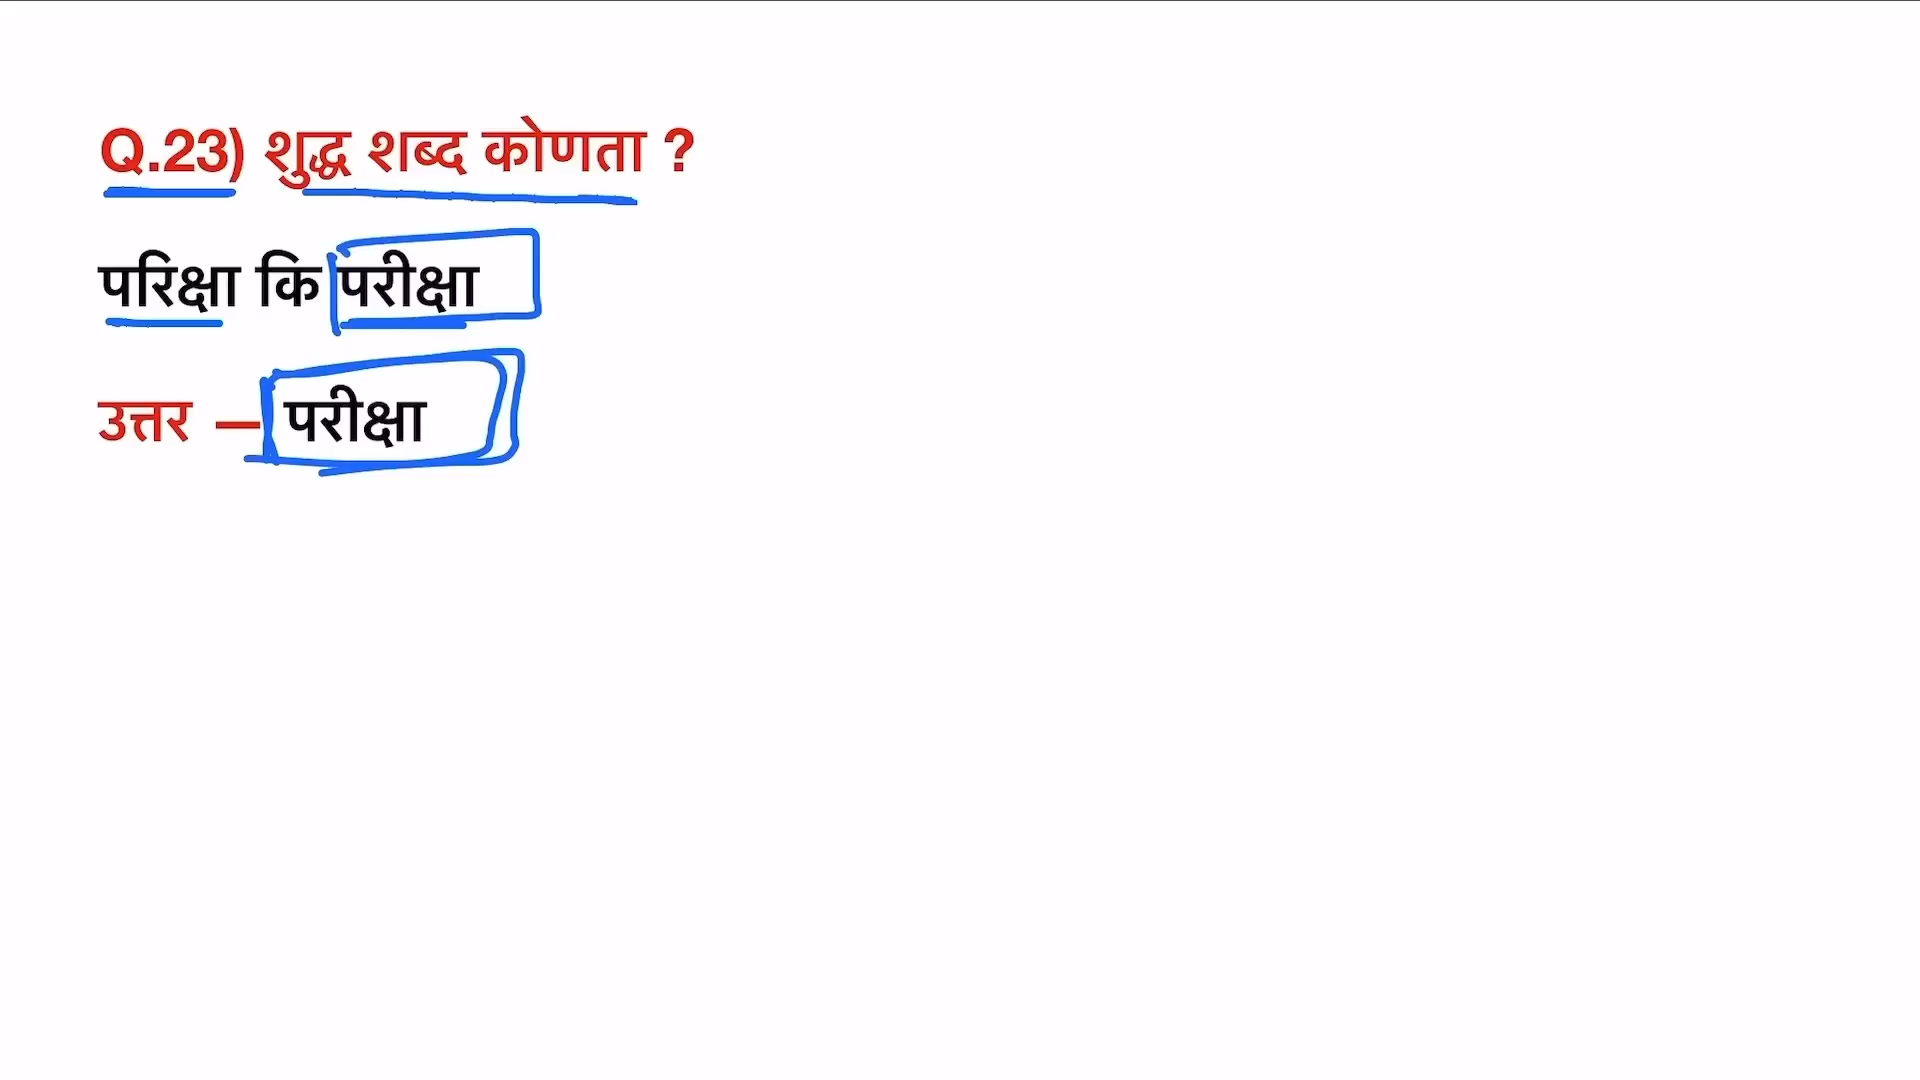 Q.23) शुद्ध शब्द कोणता ?
परिक्षा कि परीक्षा
उत्तर – परीक्षा